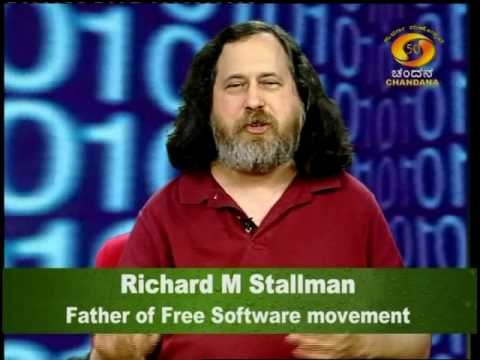 50
ಚಂದನ
CHANDANA
Richard M Stallman
Father of Free Software movement